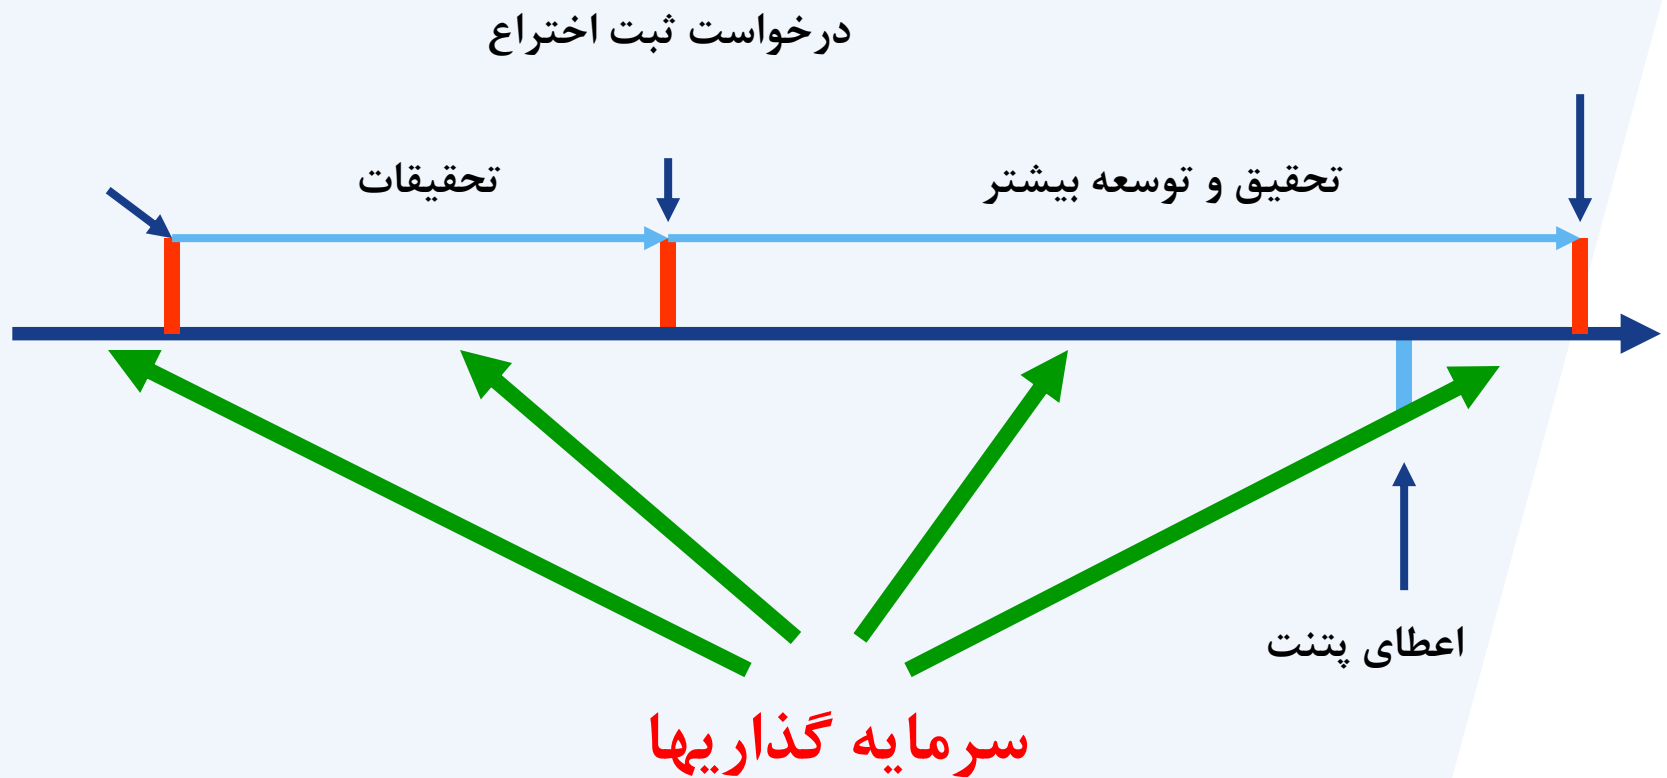 درخواست ثبت اختراع
تحقیق و توسعه بیشتر
تحقیقات
اعطای پتنت
سرمایه گذاریها